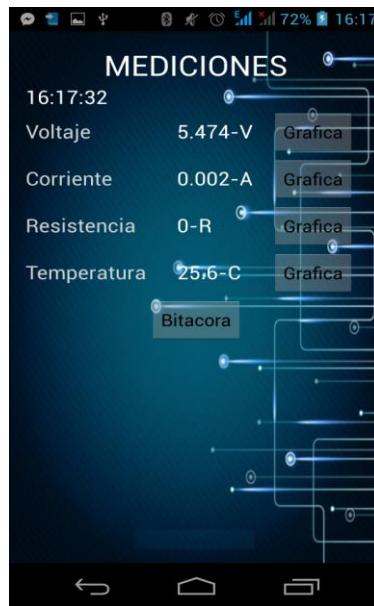 72% 16:17
MEDICIONES
16:17:32
Voltaje 5.474-V Grafica
Corriente 0.002-A Grafica
Resistencia 0-R Grafica
Temperatura 25,6-C Grafica
Bitacora